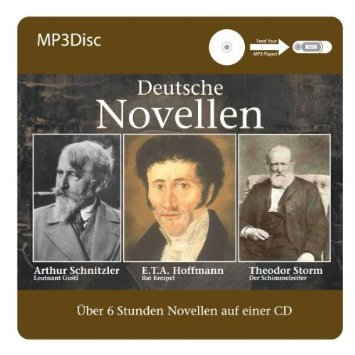 MP3Disc
Feed Your
MP3 Player!
Deutsche
Novellen
Arthur Schnitzler
Leutnant Gustl
E.T.A. Hoffmann
Rat Krespel
Theodor Storm
Der Schimmelreiter
Über 6 Stunden Novellen auf einer CD